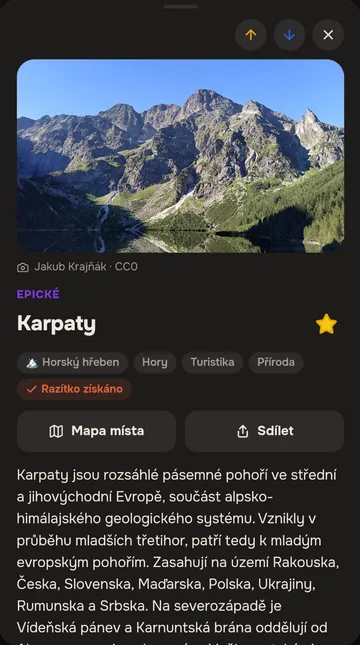 Jakub Krajňák · CC0
EPICKÉ
Karpaty
Horský hřeben
Hory
Turistika
Příroda
Razítko získáno
Mapa místa
Sdílet
Karpaty jsou rozsáhlé pásemné pohoří ve střední
a jihovýchodní Evropě, součást alpsko-
himálajského geologického systému. Vznikly v
průběhu mladších třetihor, patří tedy k mladým
evropským pohořím. Zasahují na území Rakouska,
Česka, Slovenska, Maďarska, Polska, Ukrajiny,
Rumunska a Srbska. Na severozápadě je
Vídeňská pánev a Karnuntská brána oddělují od